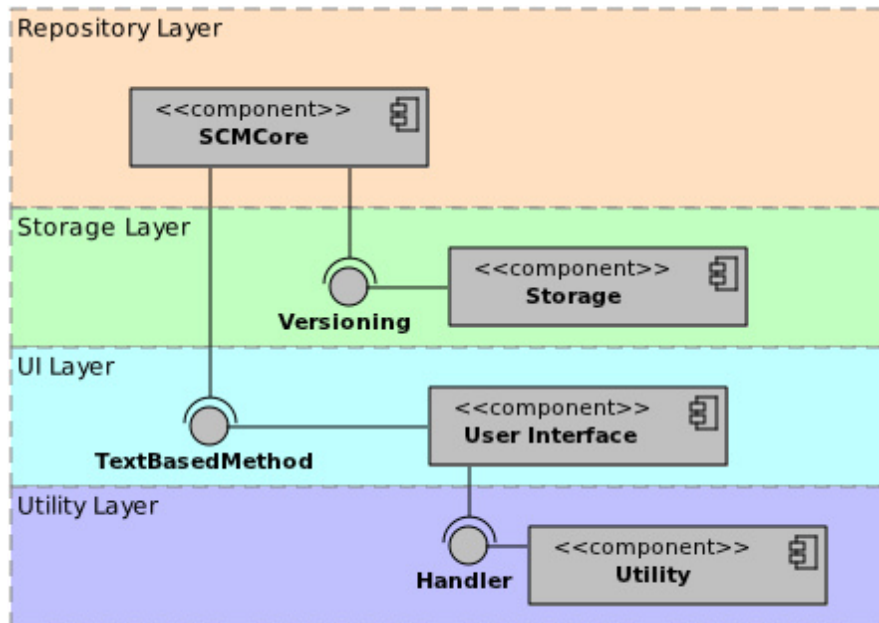 Repository Layer
<<component>>
SCMCore
Storage Layer
<<component>>
Storage
Versioning
UI Layer
<<component>>
User Interface
TextBasedMethod
Utility Layer
<<component>>
Utility
Handler